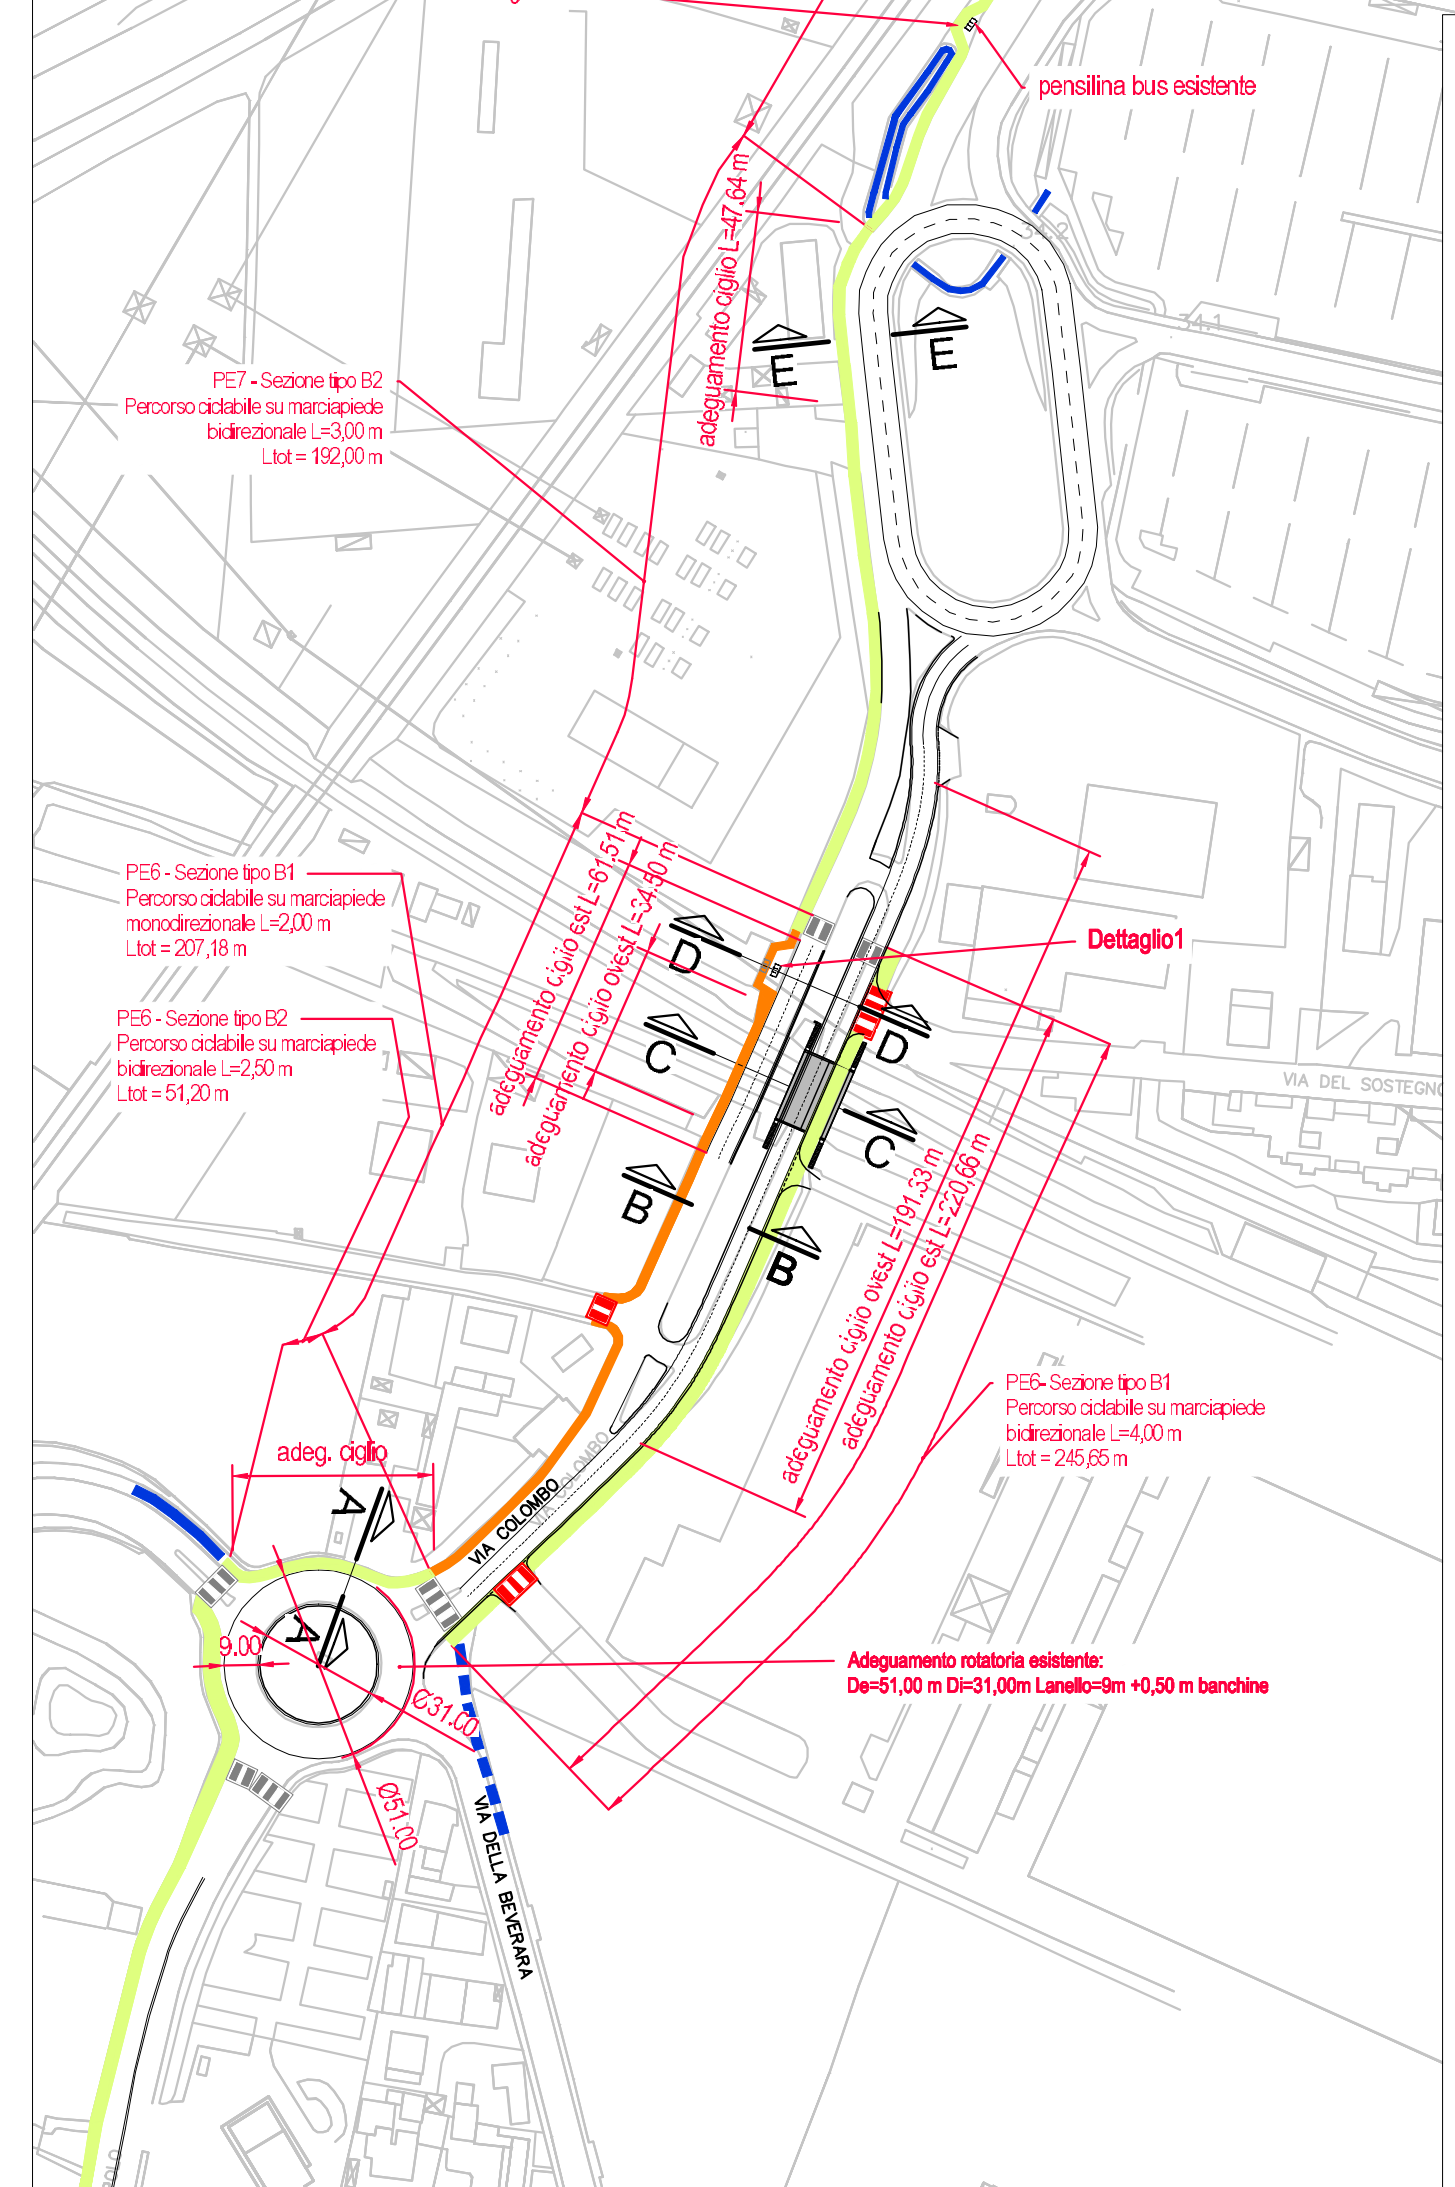 pensilina bus esistente
adeguamento ciglio L=47.64 m
34.2
34.1
E
E
PE7 - Sezione tipo B2
Percorso ciclabile su marciapiede
bidirezionale L=3,00 m
Ltot = 192,00 m
adeguamento ciglio est L=61.51 m
adeguamento ciglio ovest L=34.50 m
PE6 - Sezione tipo B1
Percorso ciclabile su marciapiede
monodirezionale L=2,00 m
Ltot = 207,18 m
Dettaglio1
D
D
PE6 - Sezione tipo B2
Percorso ciclabile su marciapiede
bidirezionale L=2,50 m
Ltot = 51,20 m
C
C
VIA DEL SOSTEGNO
B
B
adeguamento ciglio ovest L=191.33 m
adeguamento ciglio est L=220,66 m
PE6- Sezione tipo B1
Percorso ciclabile su marciapiede
bidirezionale L=4,00 m
Ltot = 245,65 m
adeg. ciglio
VIA COLOMBO
VIA COLOMBO
A
A
9.00
Ø31.00
Ø51.00
Adeguamento rotatoria esistente:
De=51,00 m Di=31,00m Lanello=9m +0,50 m banchine
VIA DELLA BEVERARA